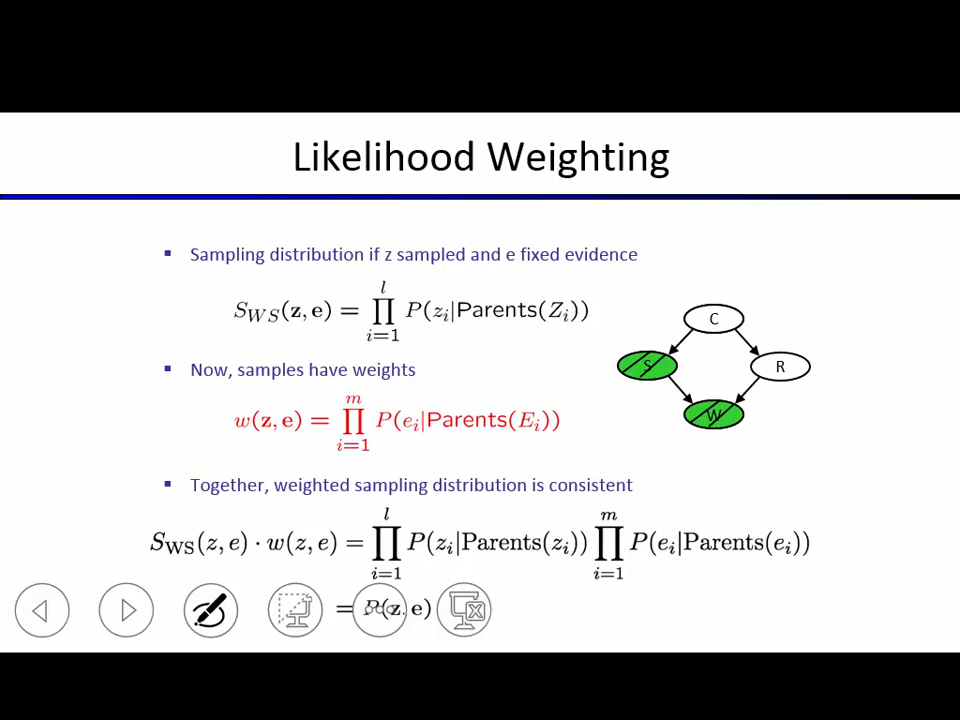 Likelihood Weighting
▪ Sampling distribution if z sampled and e fixed evidence
S_WS(z, e) = ∏_{i=1}^{l} P(z_i|Parents(Z_i))
C
S
R
▪ Now, samples have weights
W
w(z, e) = ∏_{i=1}^{m} P(e_i|Parents(E_i))
▪ Together, weighted sampling distribution is consistent
S_WS(z, e) · w(z, e) = ∏_{i=1}^{l} P(z_i|Parents(z_i)) ∏_{i=1}^{m} P(e_i|Parents(e_i))
= P(z, e)